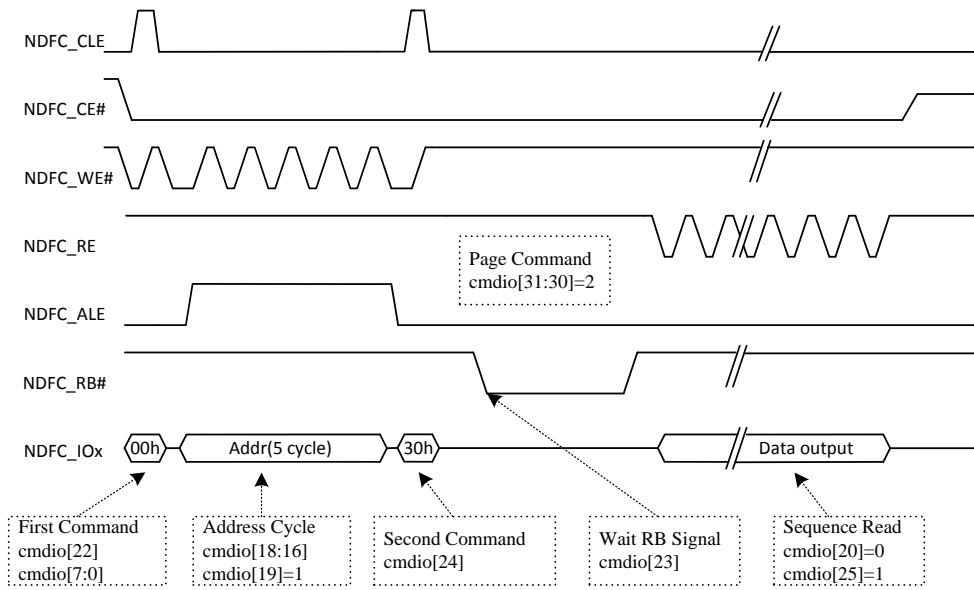 NDFC_CLE
NDFC_CE#
NDFC_WE#
NDFC_RE
Page Command
cmdio[31:30]=2
NDFC_ALE
NDFC_RB#
NDFC_IOx
00h
Addr(5 cycle)
30h
Data output
First Command
cmdio[22]
cmdio[7:0]
Address Cycle
cmdio[18:16]
cmdio[19]=1
Second Command
cmdio[24]
Wait RB Signal
cmdio[23]
Sequence Read
cmdio[20]=0
cmdio[25]=1